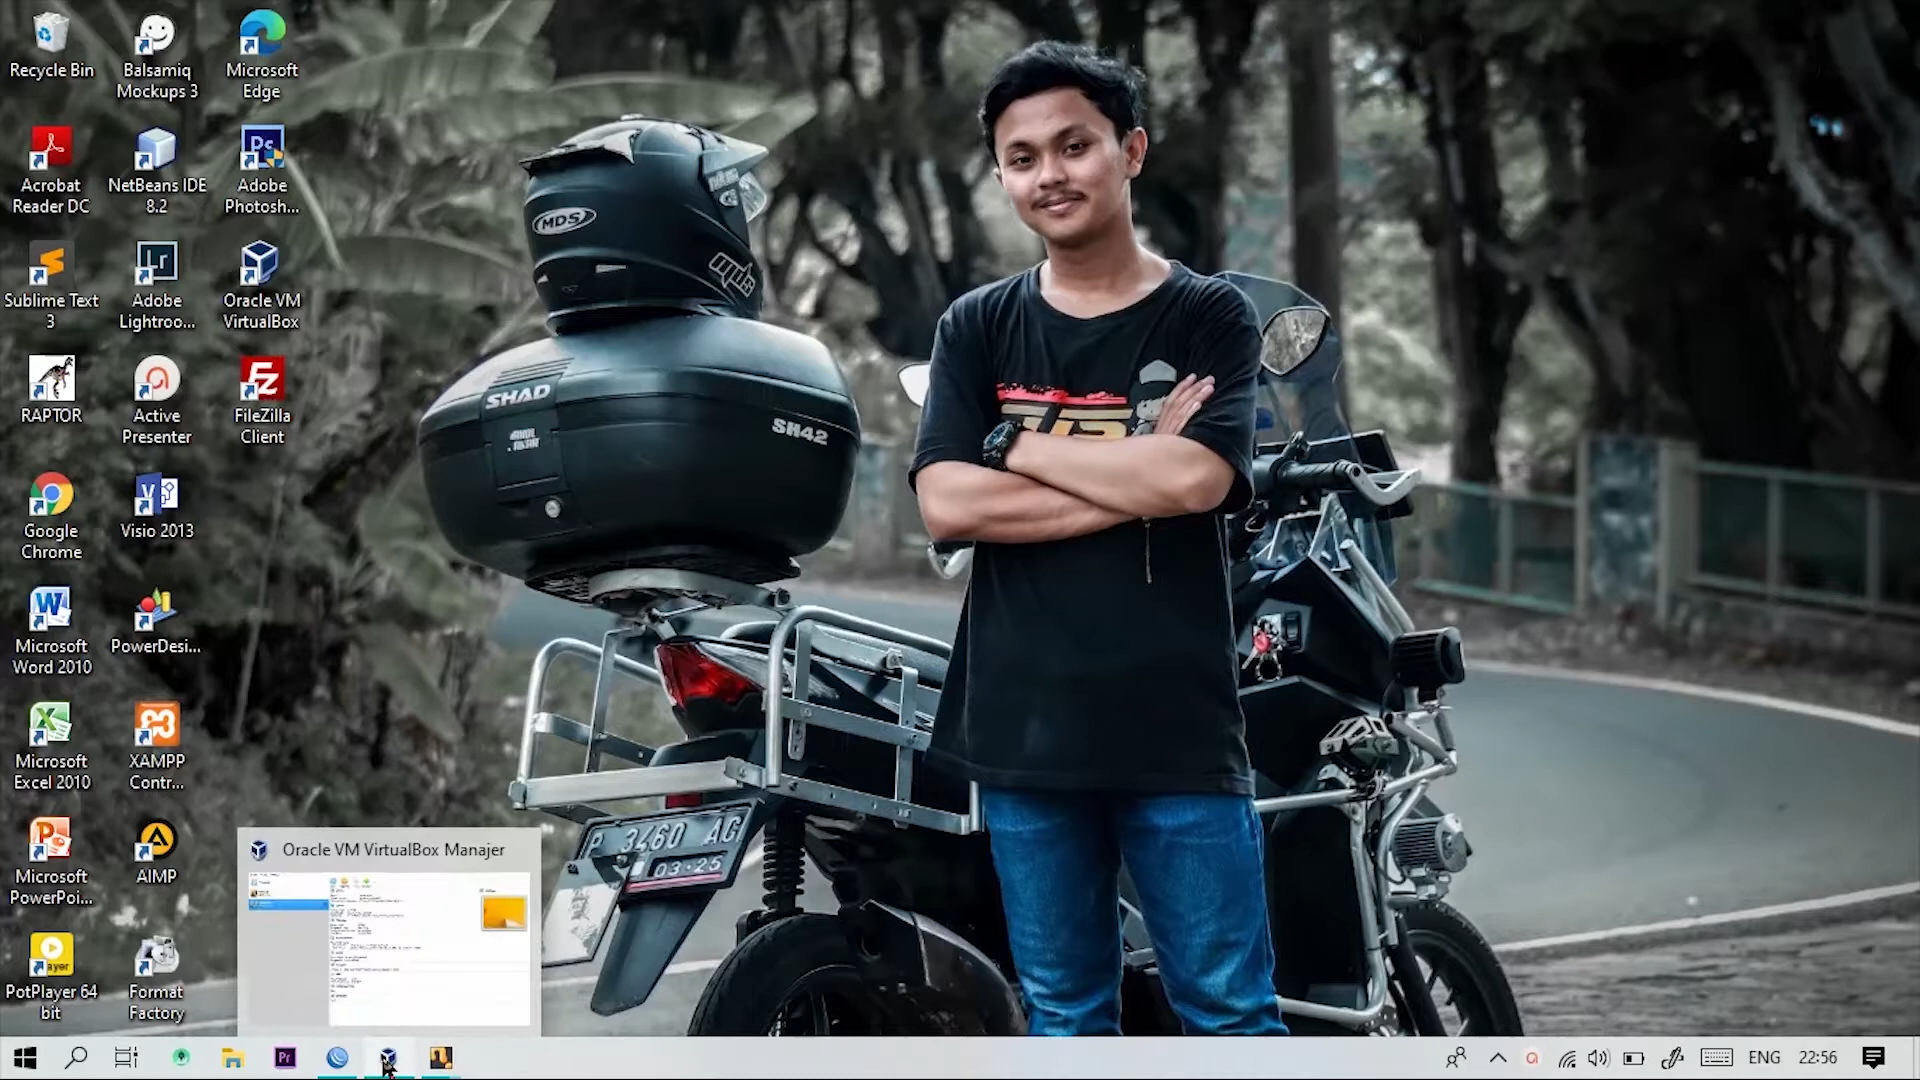 Recycle Bin
Balsamiq
Mockups 3
Microsoft
Edge
Acrobat
Reader DC
NetBeans IDE
8.2
Adobe
Photosh...
Sublime Text
3
Adobe
Lightroo...
Oracle VM
VirtualBox
RAPTOR
Active
Presenter
FileZilla
Client
Google
Chrome
Visio 2013
Microsoft
Word 2010
PowerDesi...
Microsoft
Excel 2010
XAMPP
Contr...
Microsoft
PowerPoi...
AIMP
PotPlayer 64
bit
Format
Factory
MDS
mds
SHAD
SH42
P 3460 AG
03·25
Oracle VM VirtualBox Manajer
ENG
22:56